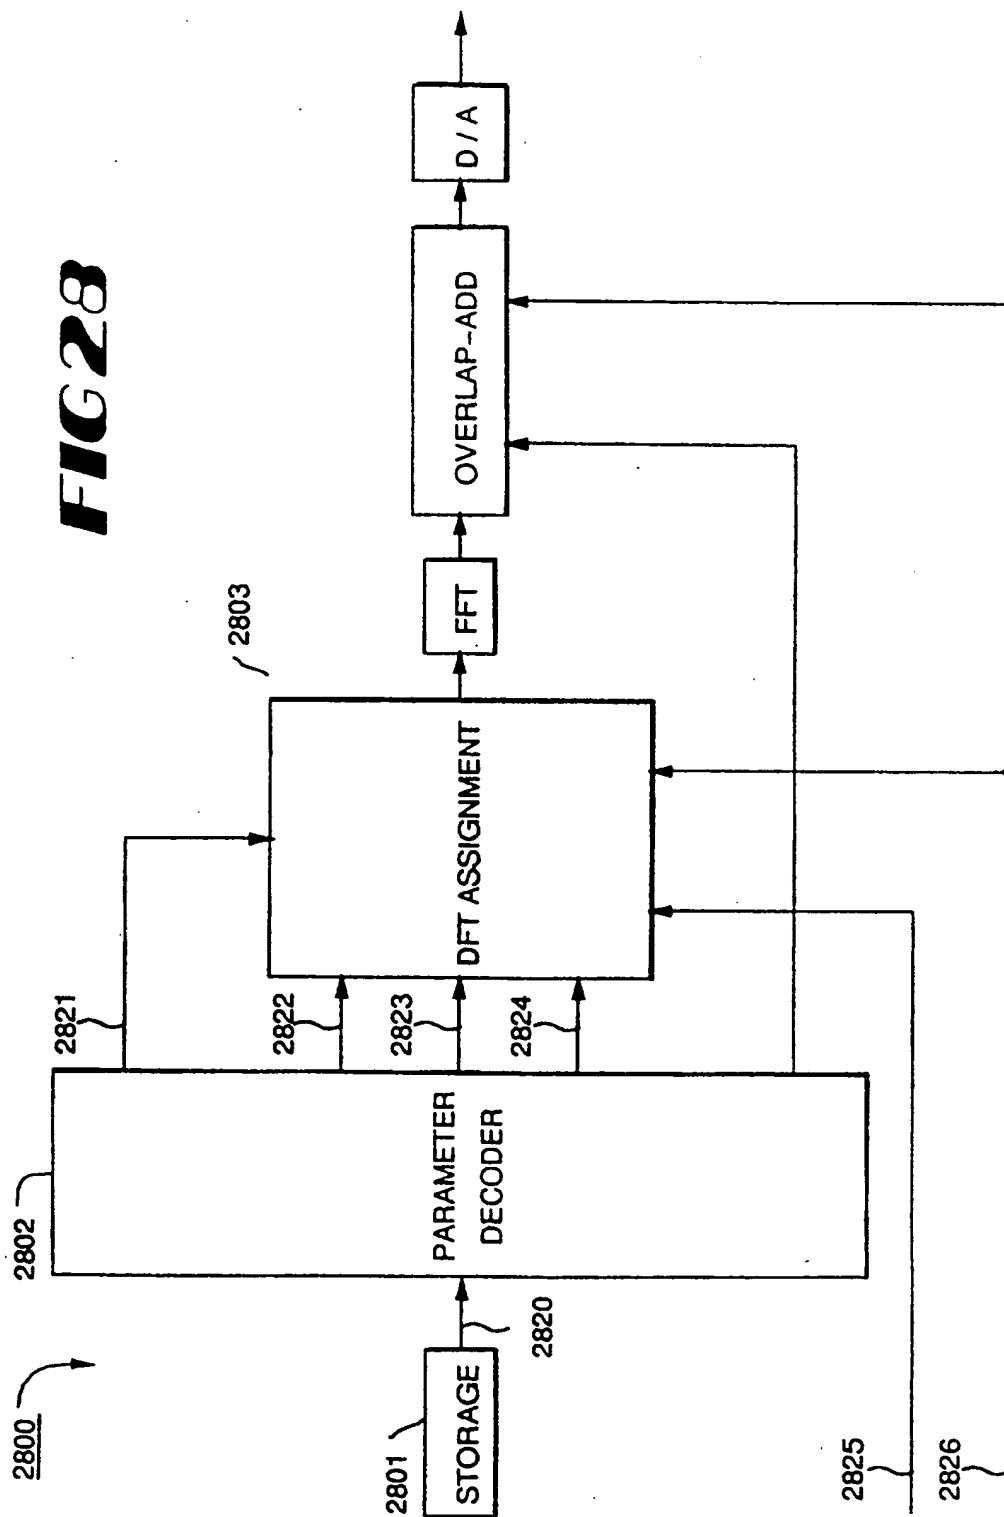 FIG 28
2800
2801
STORAGE
2820
2802
PARAMETER
DECODER
2821
2822
2823
2824
2803
DFT ASSIGNMENT
FFT
OVERLAP-ADD
D / A
2825
2826